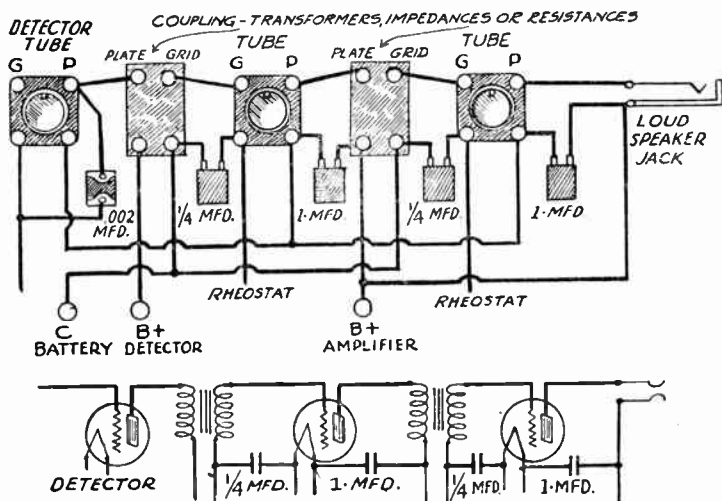 COUPLING-TRANSFORMERS, IMPEDANCES OR RESISTANCES
DETECTOR
TUBE
G P
PLATE GRID
TUBE
G P
PLATE GRID
TUBE
G P
LOUD
SPEAKER
JACK
.002
MFD.
1/4 MFD.
1. MFD.
1/4 MFD.
1. MFD
RHEOSTAT
RHEOSTAT
C
BATTERY
B+
DETECTOR
B+
AMPLIFIER
DETECTOR
1/4 MFD.
1. MFD.
1/4 MFD.
1. MFD.